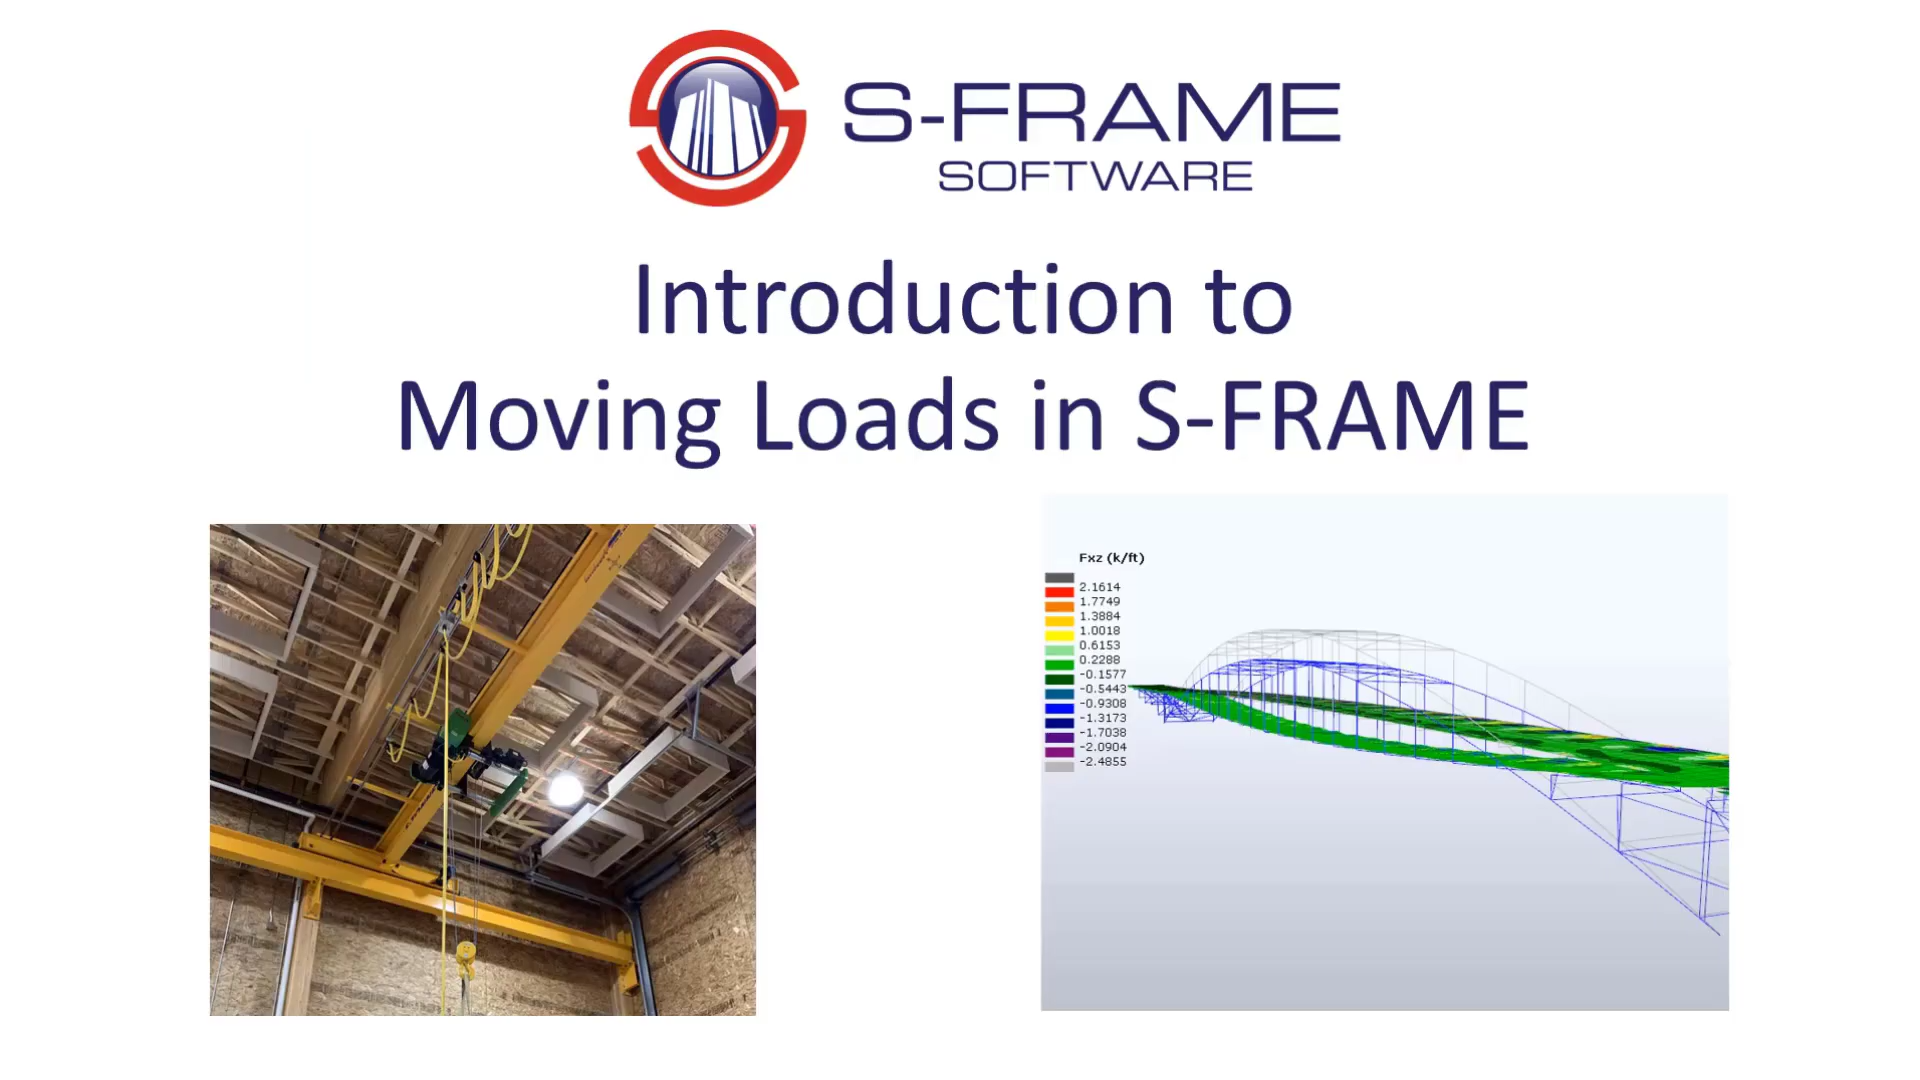 S-FRAME
SOFTWARE
Introduction to
Moving Loads in S-FRAME
Fxz (k/ft)
2.1614
1.7749
1.3884
1.0018
0.6153
0.2288
-0.1577
-0.5443
-0.9308
-1.3173
-1.7038
-2.0904
-2.4855